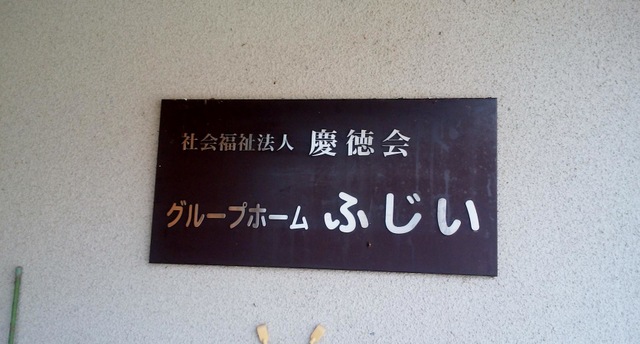 社会福祉法人 慶徳会
グループホーム ふじい